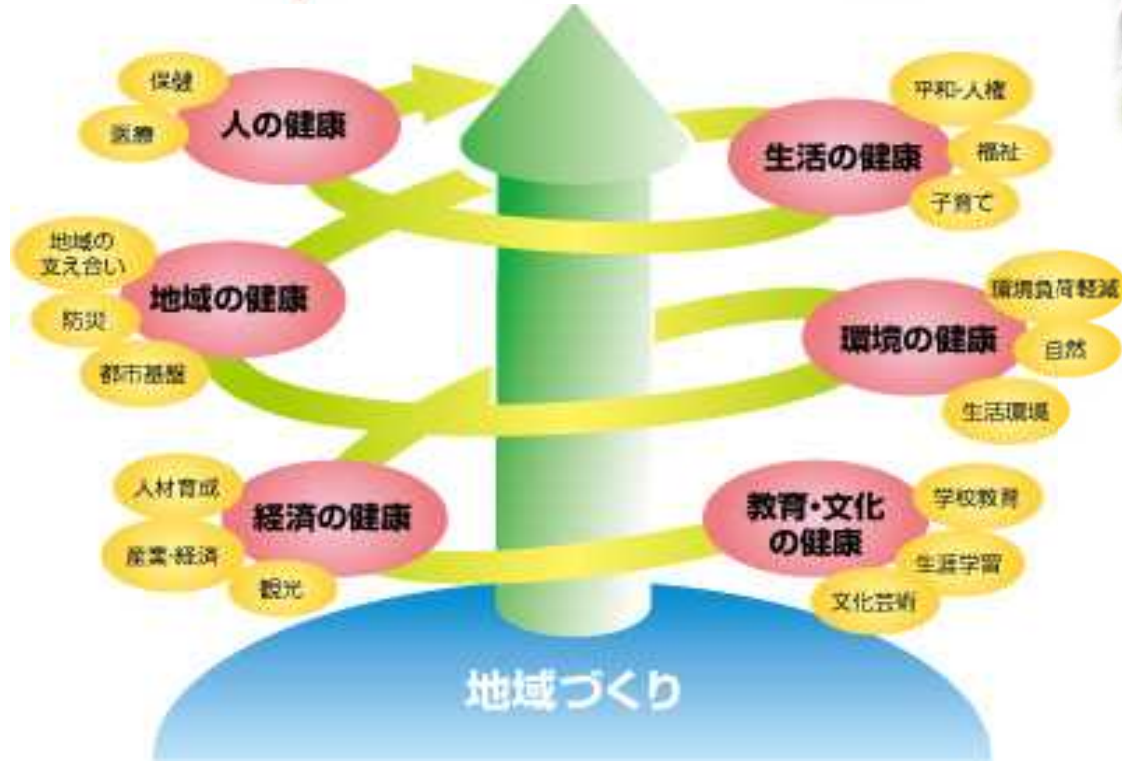 保健
医療
人の健康
平和・人権
生活の健康
福祉
子育て
地域の
支え合い
地域の健康
防災
都市基盤
環境負荷軽減
環境の健康
自然
生活環境
人材育成
経済の健康
産業・経済
観光
教育・文化
の健康
学校教育
生涯学習
文化芸術
地域づくり